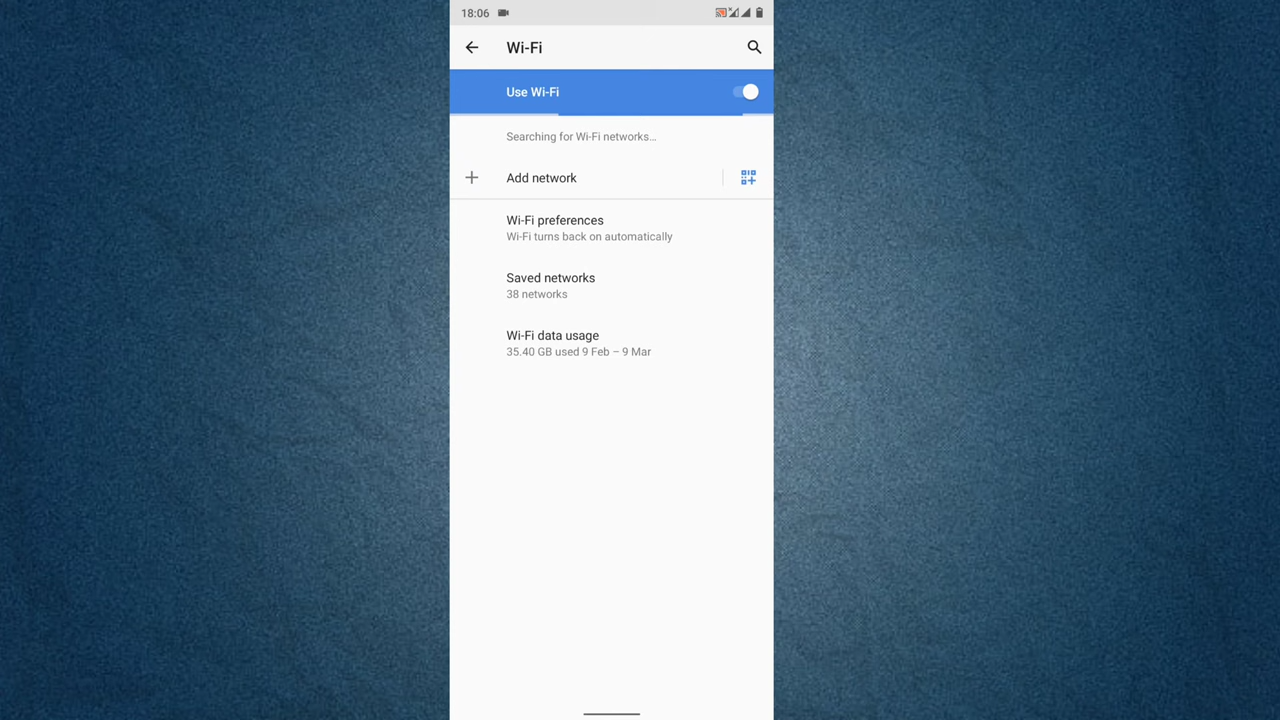 18:06
Wi-Fi
Use Wi-Fi
Searching for Wi-Fi networks…
Add network
Wi-Fi preferences
Wi-Fi turns back on automatically
Saved networks
38 networks
Wi-Fi data usage
35.40 GB used 9 Feb – 9 Mar